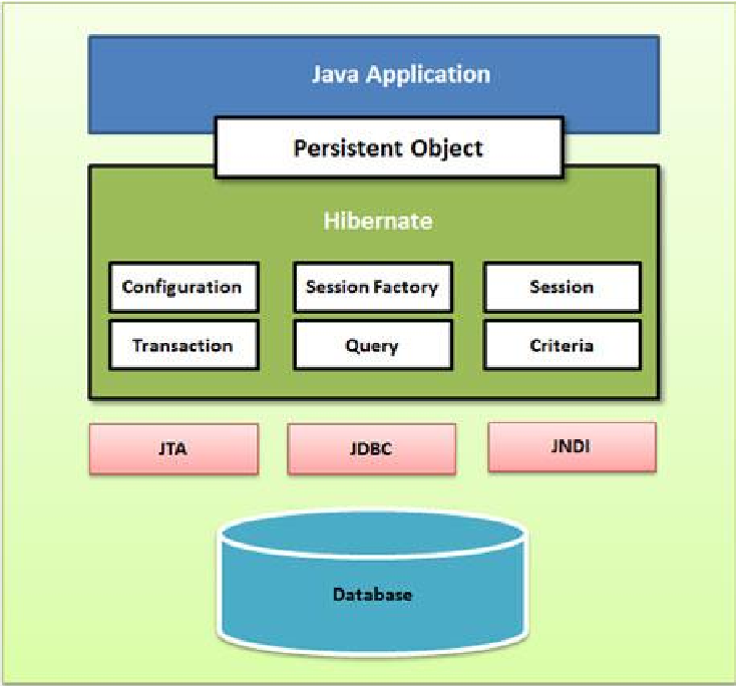 Java Application
Persistent Object
Hibernate
Configuration
Session Factory
Session
Transaction
Query
Criteria
JTA
JDBC
JNDI
Database